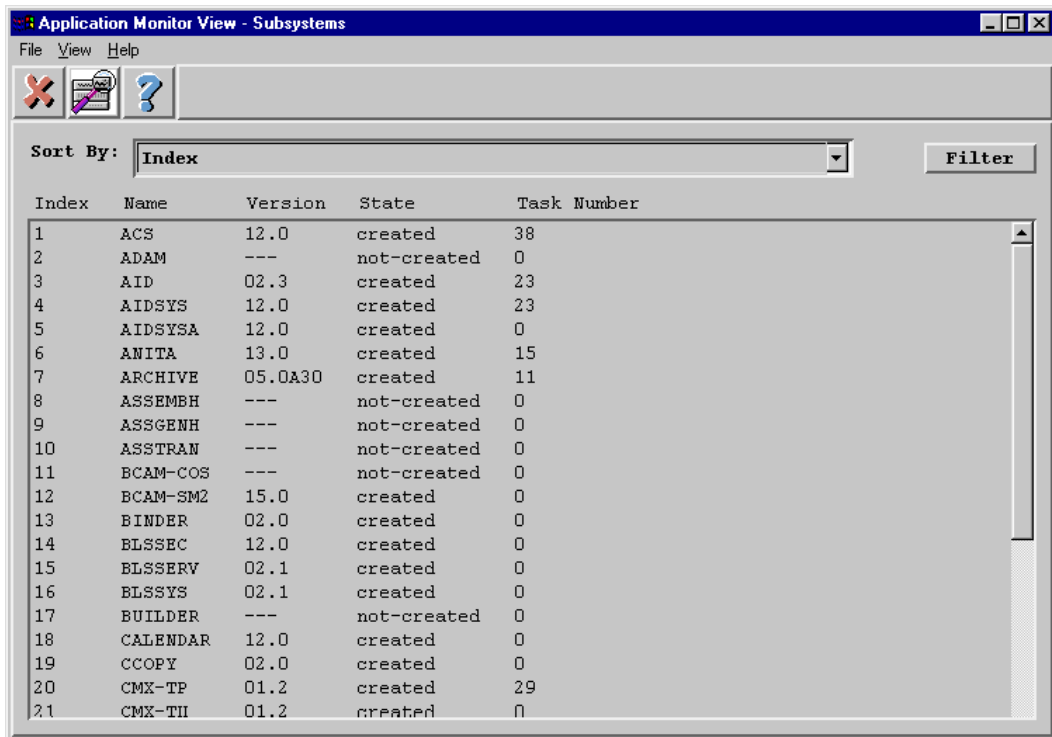 Application Monitor View - Subsystems
File View Help
Sort By: Index Filter
Index Name Version State Task Number
1 ACS 12.0 created 38
2 ADAM --- not-created 0
3 AID 02.3 created 23
4 AIDSYS 12.0 created 23
5 AIDSYSA 12.0 created 0
6 ANITA 13.0 created 15
7 ARCHIVE 05.0A30 created 11
8 ASSEMBH --- not-created 0
9 ASSGENH --- not-created 0
10 ASSTRAN --- not-created 0
11 BCAM-COS --- not-created 0
12 BCAM-SM2 15.0 created 0
13 BINDER 02.0 created 0
14 BLSSEC 12.0 created 0
15 BLSSERV 02.1 created 0
16 BLSSYS 02.1 created 0
17 BUILDER --- not-created 0
18 CALENDAR 12.0 created 0
19 CCOPY 02.0 created 0
20 CMX-TP 01.2 created 29
21 01.2 created 0